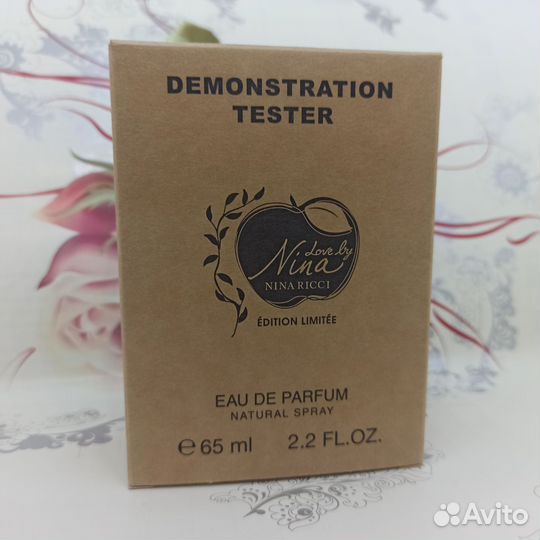 DEMONSTRATION
TESTER
Love by
Nina
NINA RICCI
ÉDITION LIMITÉE
EAU DE PARFUM
NATURAL SPRAY
℮ 65 ml 2.2 FL.OZ.
Avito